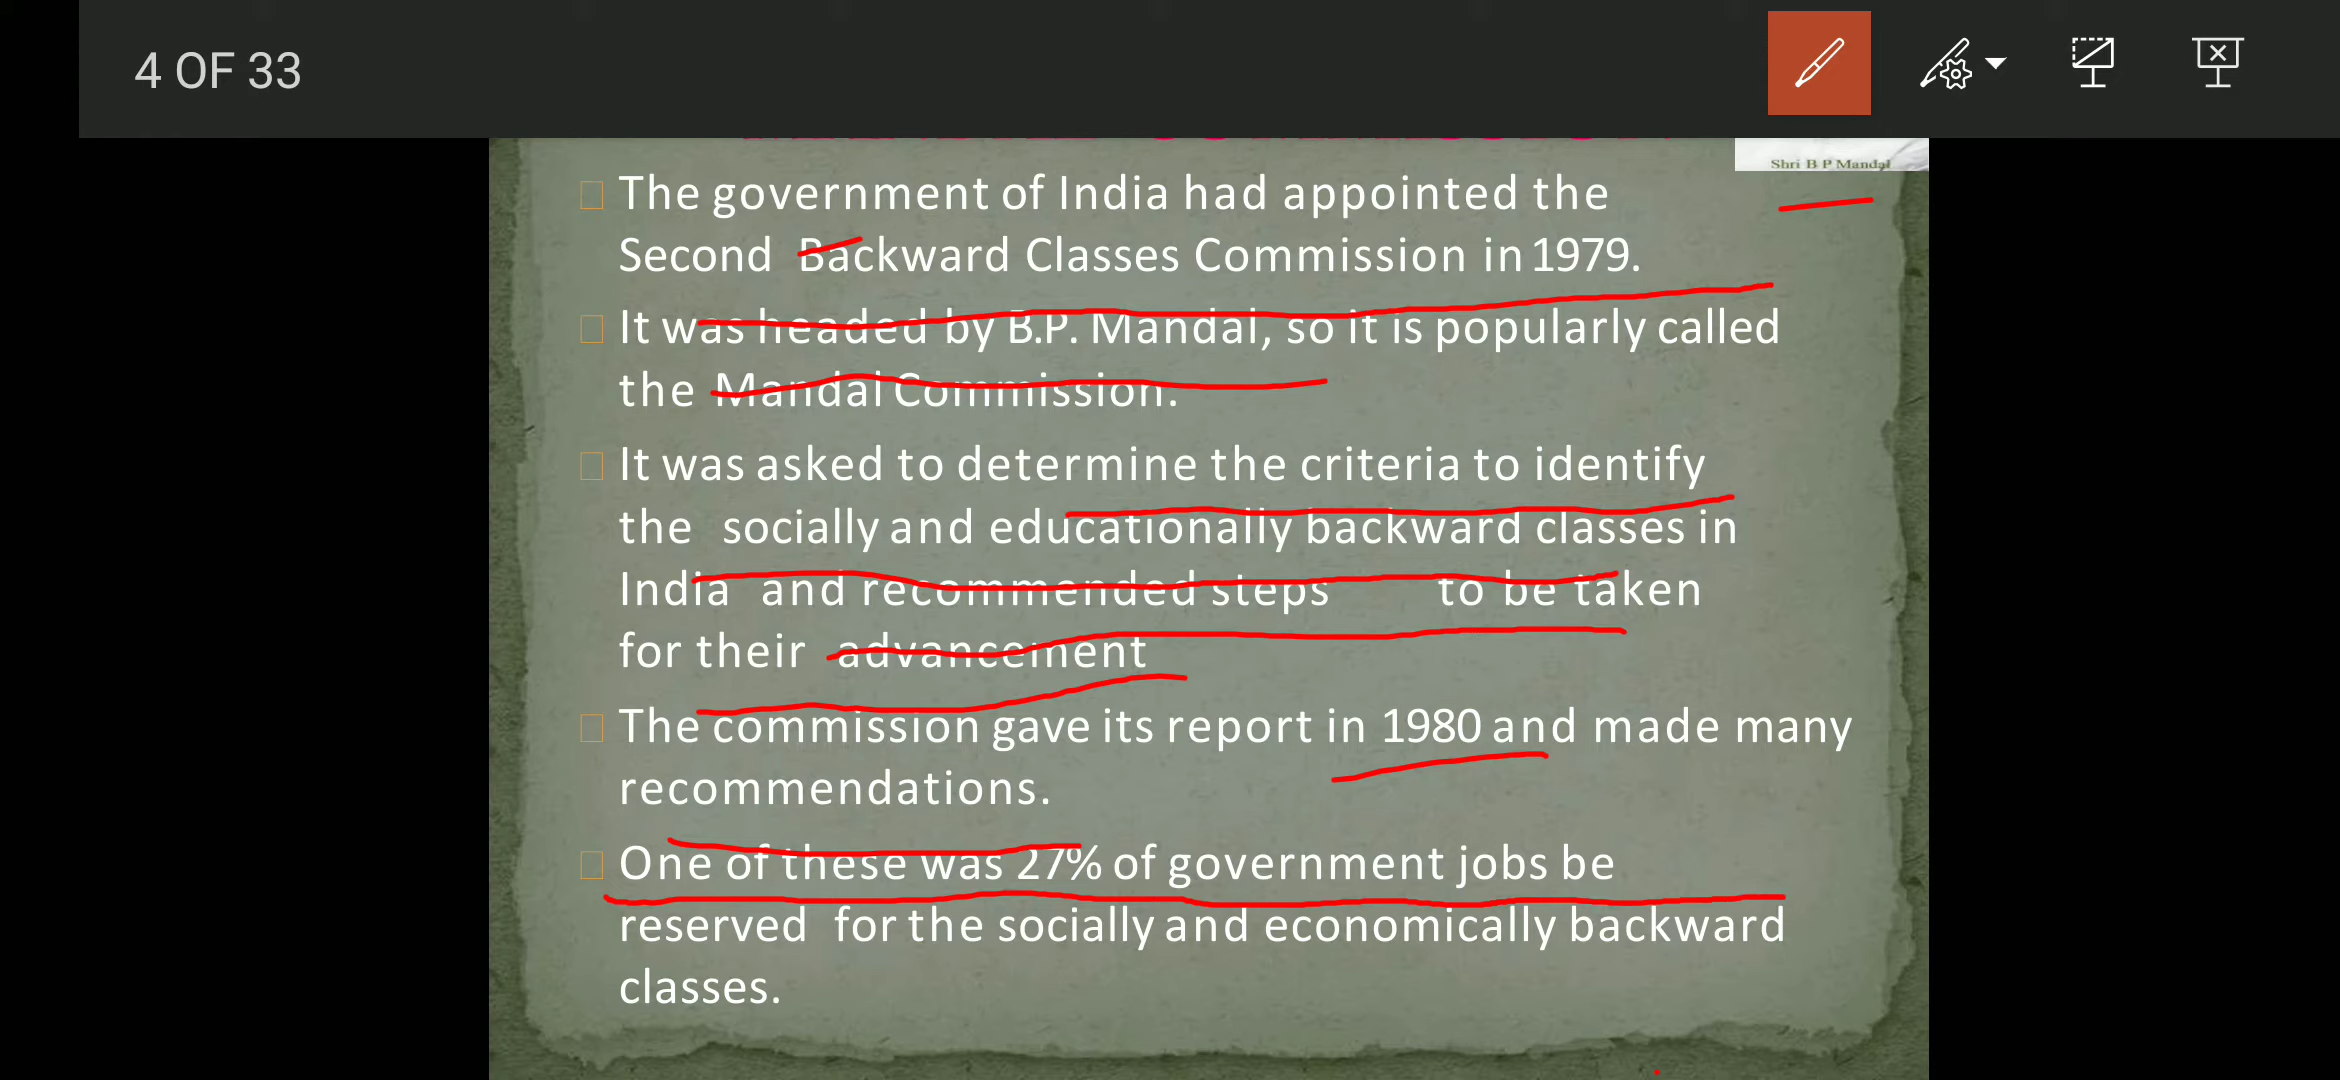 4 OF 33
Shri B P Mandal
The government of India had appointed the
Second Backward Classes Commission in 1979.
It was headed by B.P. Mandal, so it is popularly called
the Mandal Commission.
It was asked to determine the criteria to identify
the socially and educationally backward classes in
India and recommended steps to be taken
for their advancement
The commission gave its report in 1980 and made many
recommendations.
One of these was 27% of government jobs be
reserved for the socially and economically backward
classes.